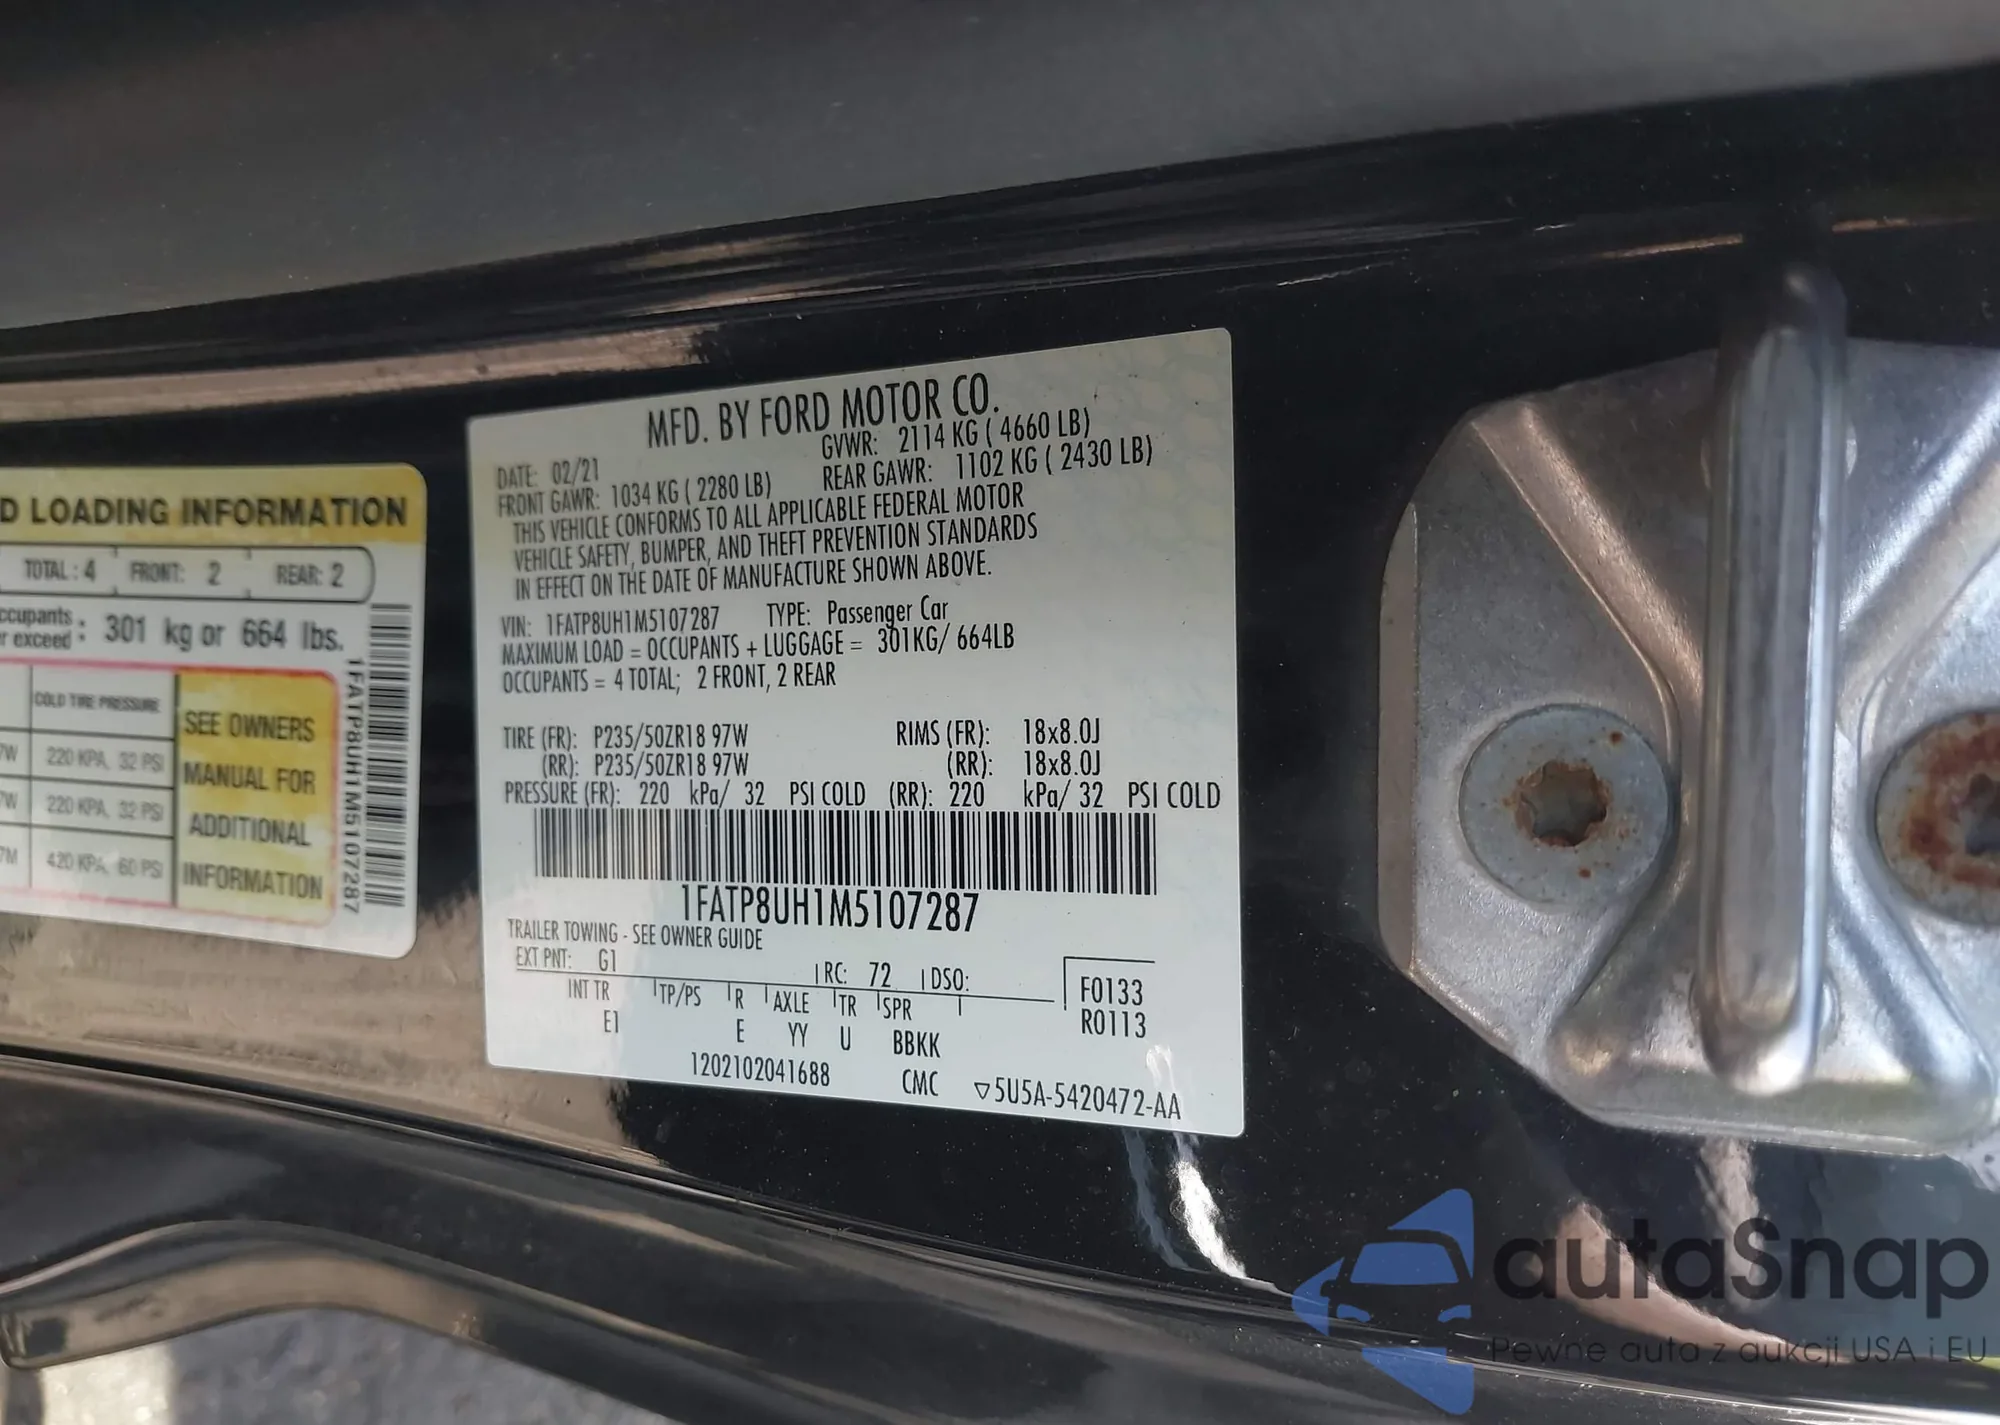 D LOADING INFORMATION
TOTAL: 4 FRONT: 2 REAR: 2
ccupants
r exceed : 301 kg or 664 lbs.
COLD TIRE PRESSURE
7W 220 KPA, 32 PSI
7W 220 KPA, 32 PSI
7M 420 KPA, 60 PSI
SEE OWNERS
MANUAL FOR
ADDITIONAL
INFORMATION
1FATP8UH1M5107287
MFD. BY FORD MOTOR CO.
DATE: 02/21 GVWR: 2114 KG ( 4660 LB)
FRONT GAWR: 1034 KG ( 2280 LB) REAR GAWR: 1102 KG ( 2430 LB)
THIS VEHICLE CONFORMS TO ALL APPLICABLE FEDERAL MOTOR
VEHICLE SAFETY, BUMPER, AND THEFT PREVENTION STANDARDS
IN EFFECT ON THE DATE OF MANUFACTURE SHOWN ABOVE.
VIN: 1FATP8UH1M5107287 TYPE: Passenger Car
MAXIMUM LOAD = OCCUPANTS + LUGGAGE = 301KG/ 664LB
OCCUPANTS = 4 TOTAL; 2 FRONT, 2 REAR
TIRE (FR): P235/50ZR18 97W RIMS (FR): 18x8.0J
(RR): P235/50ZR18 97W (RR): 18x8.0J
PRESSURE (FR): 220 kPa/ 32 PSI COLD (RR): 220 kPa/ 32 PSI COLD
1FATP8UH1M5107287
TRAILER TOWING - SEE OWNER GUIDE
EXT PNT: G1 RC: 72 DSO: F0133
INT TR TP/PS R AXLE TR SPR R0113
E1 E YY U BBKK
1202102041688 CMC ▽5U5A-5420472-AA
autaSnap
Pewne auta z aukcji USA i EU